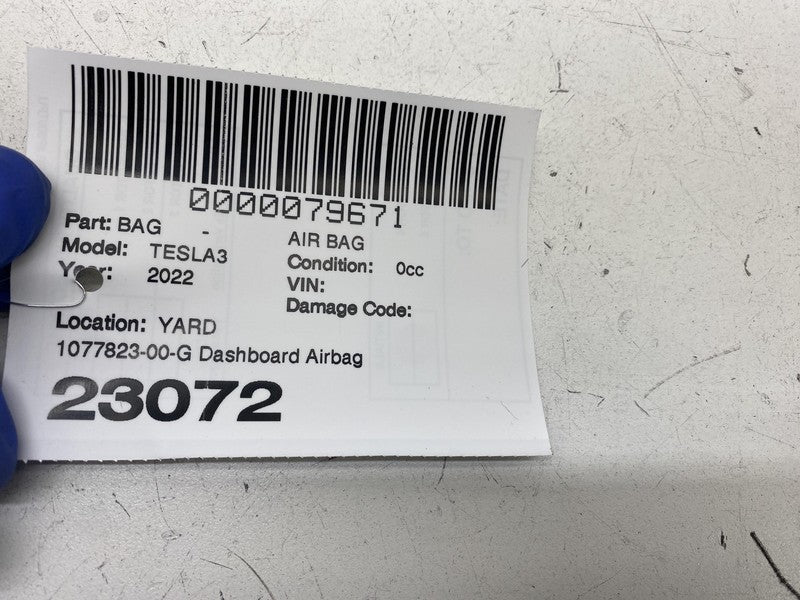 0000079671
Part: BAG -
AIR BAG
Model: TESLA3
Condition: 0cc
Year: 2022
VIN:
Damage Code:
Location: YARD
1077823-00-G Dashboard Airbag
23072